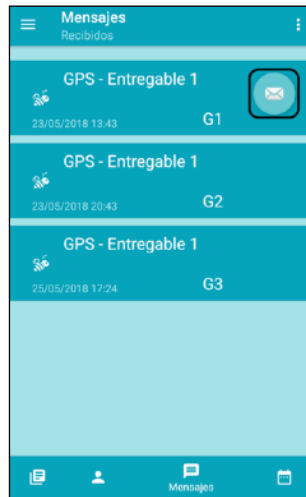 Mensajes
Recibidos
GPS - Entregable 1
23/05/2018 13:43 G1
GPS - Entregable 1
23/05/2018 20:43 G2
GPS - Entregable 1
25/05/2018 17:24 G3
Mensajes